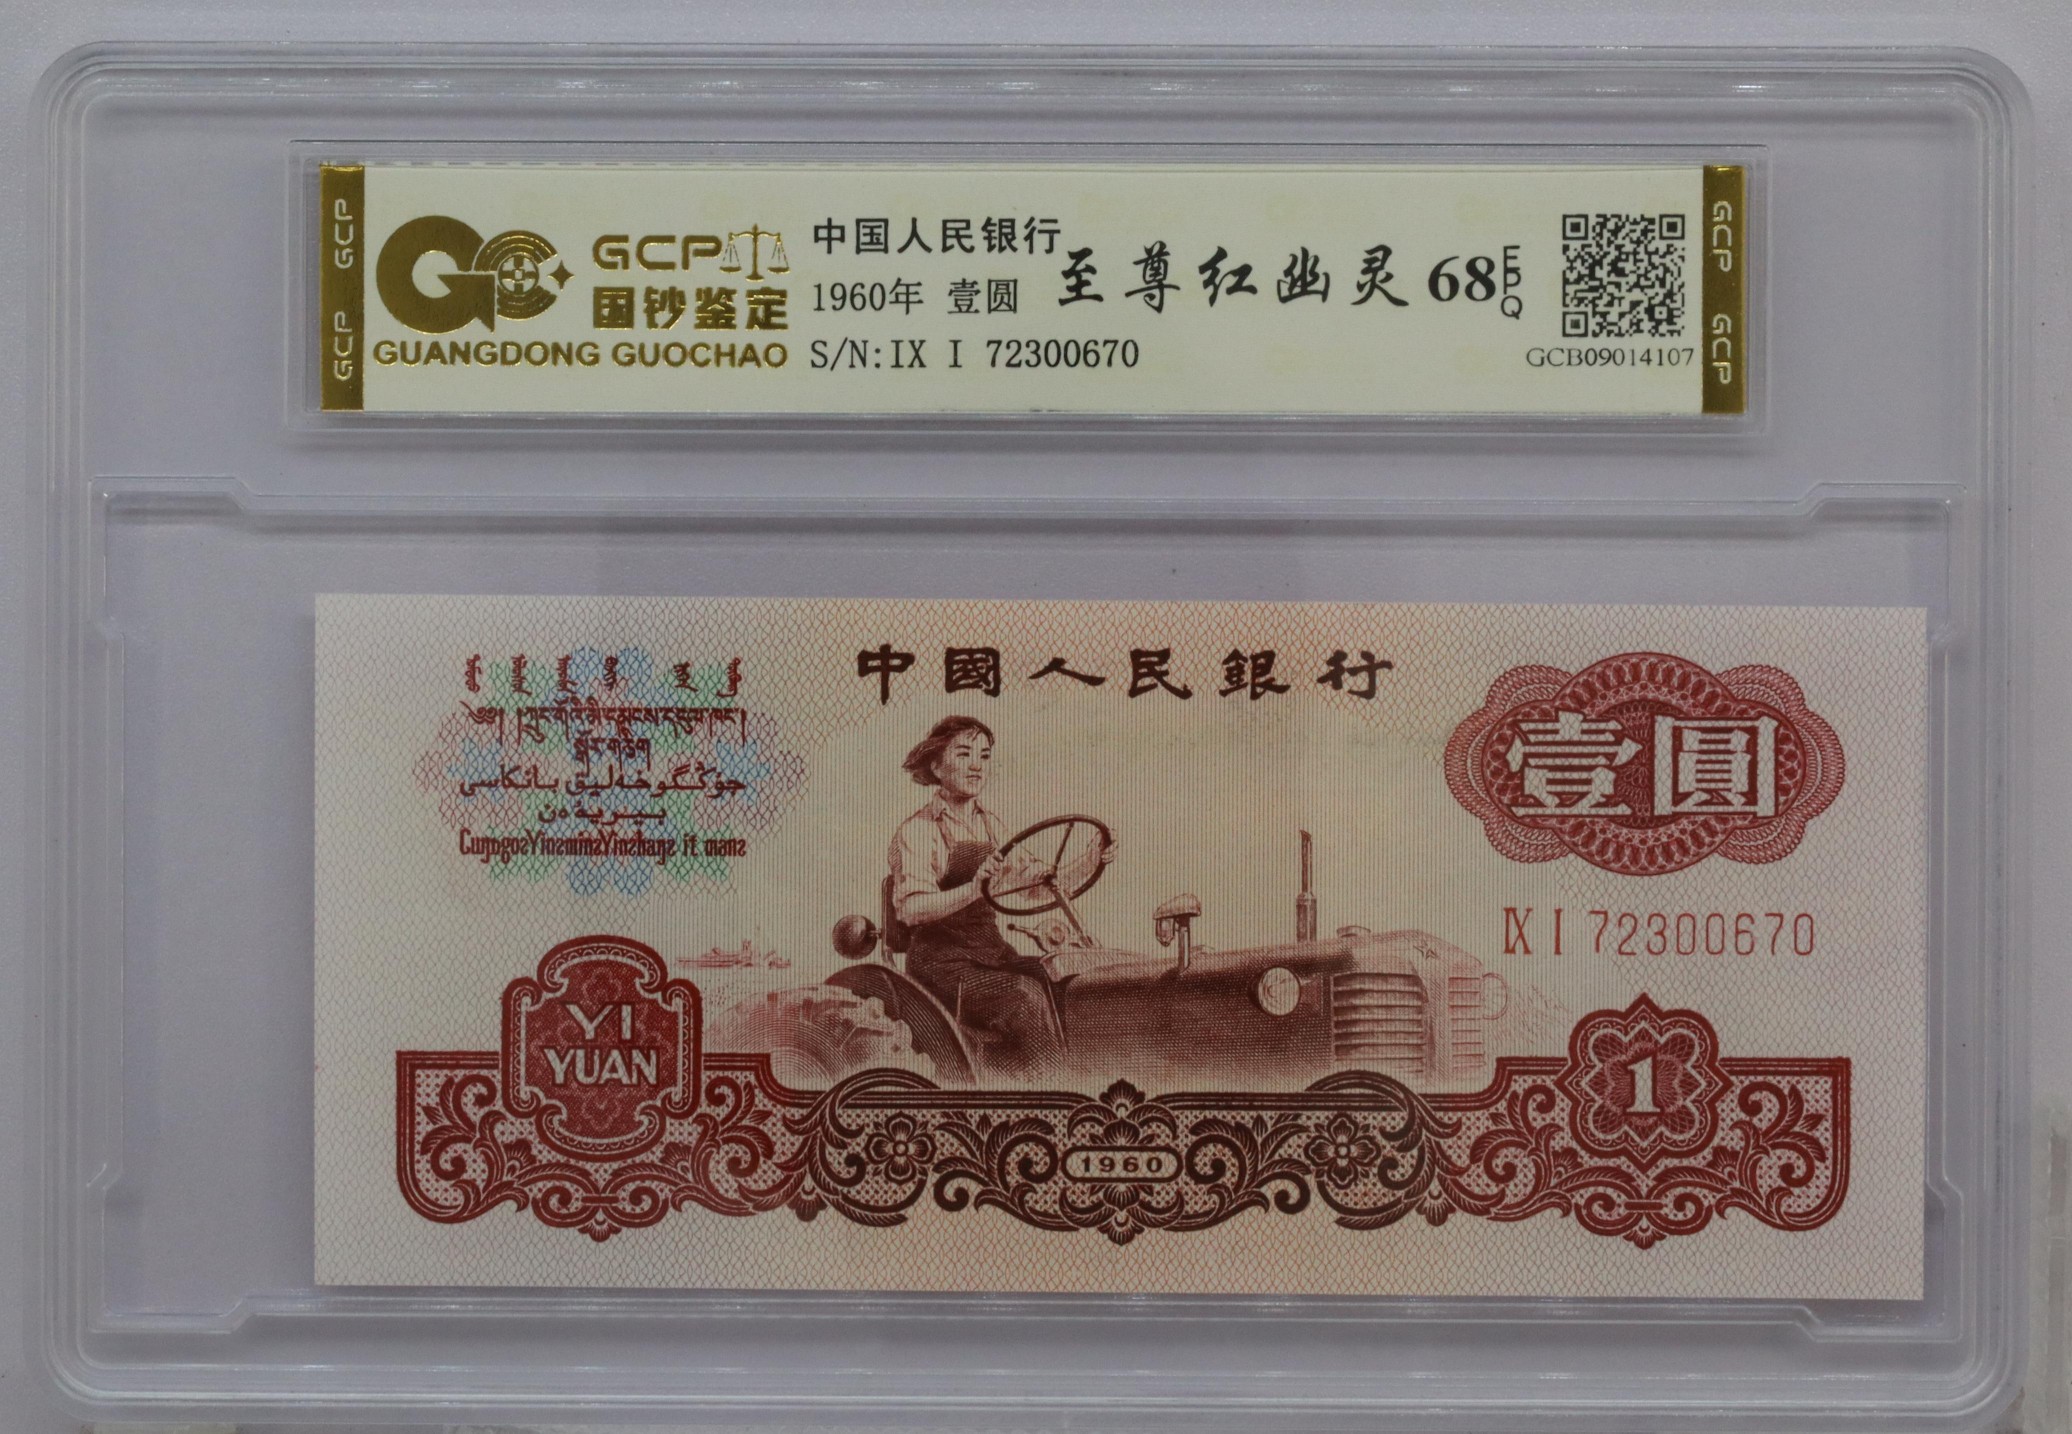 GCP
GCP
GCP
国钞鉴定
GUANGDONG GUOCHAO
中国人民银行
1960年 壹圆
S/N:IX I 72300670
至尊红幽灵 68 EPQ
GCB09014107
GCP
GCP
中國人民銀行
壹圓
IX I 72300670
YI
YUAN
1960
1